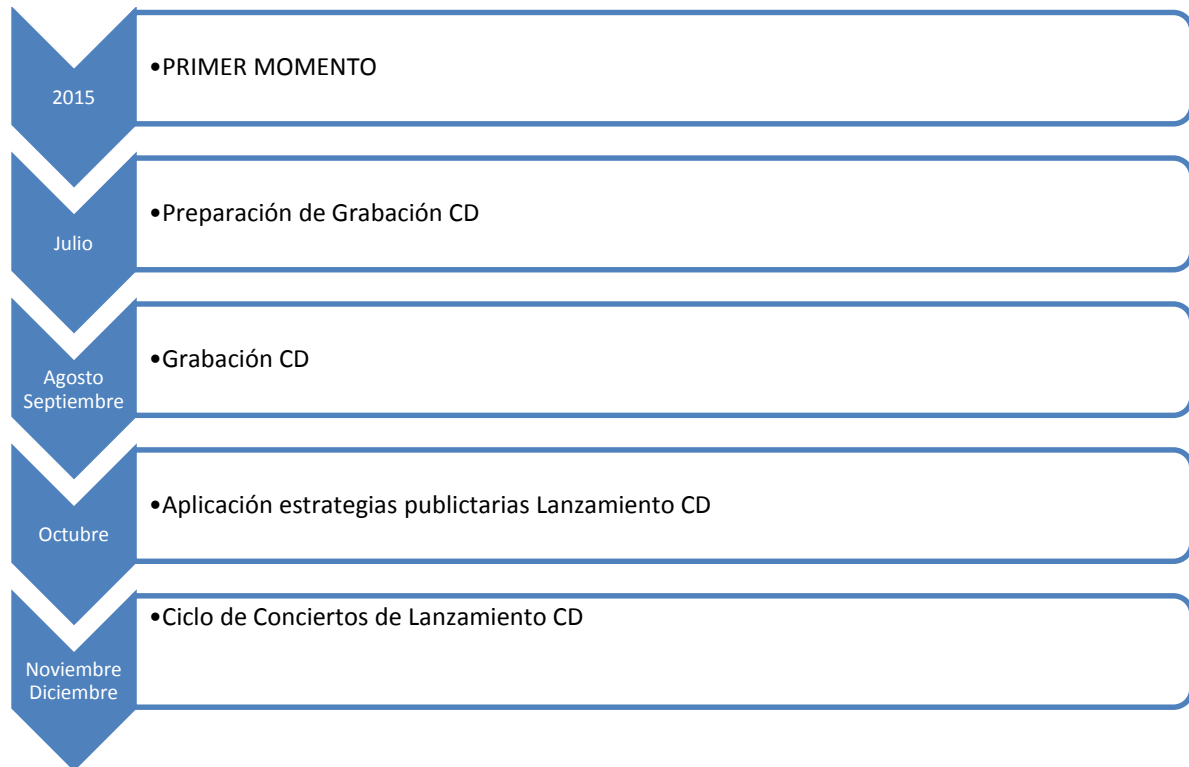 2015
•PRIMER MOMENTO
Julio
•Preparación de Grabación CD
Agosto
Septiembre
•Grabación CD
Octubre
•Aplicación estrategias publictarias Lanzamiento CD
Noviembre
Diciembre
•Ciclo de Conciertos de Lanzamiento CD